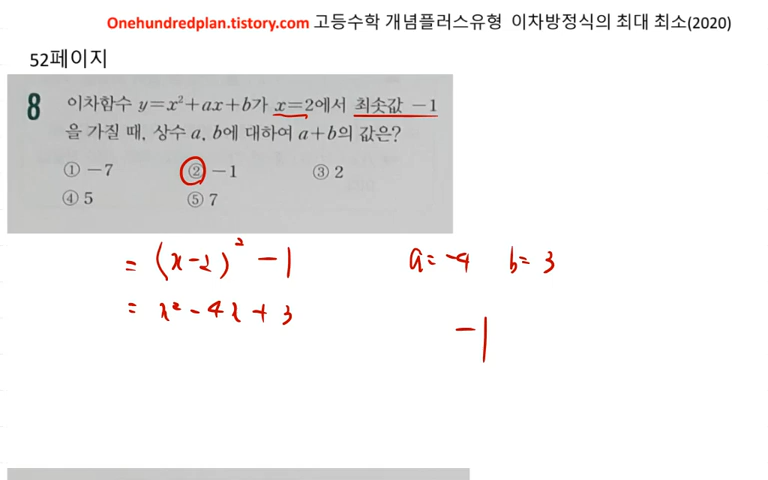 Onehundredplan.tistory.com 고등수학 개념플러스유형 이차방정식의 최대 최소(2020)
52페이지
8 이차함수 y=x²+ax+b가 x=2에서 최솟값 -1
을 가질 때, 상수 a, b에 대하여 a+b의 값은?
① -7 ② -1 ③ 2
④ 5 ⑤ 7
= (x-2)² -1 a=-4 b=3
= x²-4x+3
-1